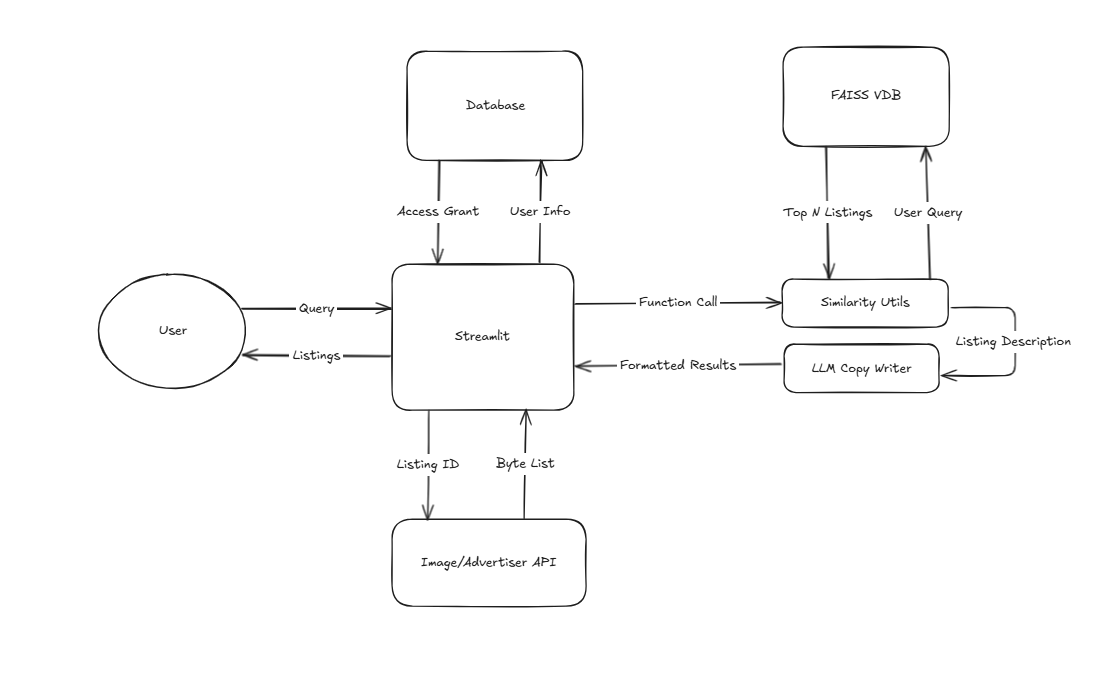 Database
FAISS VDB
Access Grant
User Info
Top N Listings
User Query
User
Query
Listings
Streamlit
Function Call
Formatted Results
Similarity Utils
Listing Description
LLM Copy Writer
Listing ID
Byte List
Image/Advertiser API